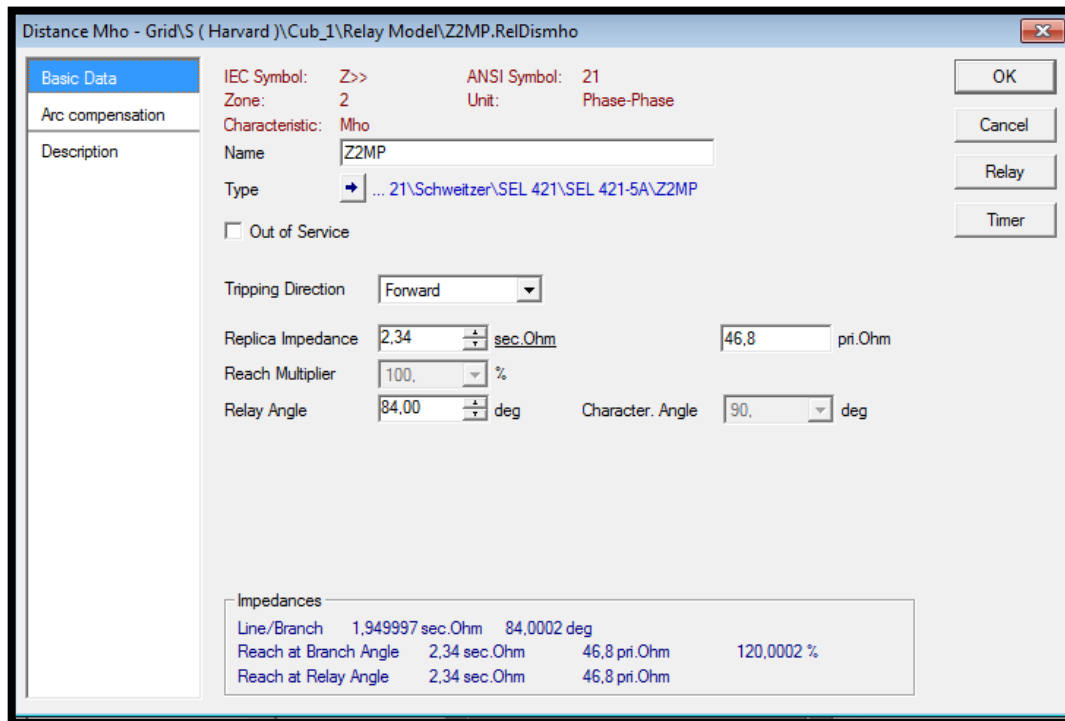 Distance Mho - Grid\S ( Harvard )\Cub_1\Relay Model\Z2MP.RelDismho
Basic Data
Arc compensation
Description
IEC Symbol: Z>> ANSI Symbol: 21
Zone: 2 Unit: Phase-Phase
Characteristic: Mho
Name Z2MP
Type ... 21\Schweitzer\SEL 421\SEL 421-5A\Z2MP
Out of Service
Tripping Direction Forward
Replica Impedance 2,34 sec.Ohm 46,8 pri.Ohm
Reach Multiplier 100, %
Relay Angle 84,00 deg Character. Angle 90, deg
Impedances
Line/Branch 1,949997 sec.Ohm 84,0002 deg
Reach at Branch Angle 2,34 sec.Ohm 46,8 pri.Ohm 120,0002 %
Reach at Relay Angle 2,34 sec.Ohm 46,8 pri.Ohm
OK
Cancel
Relay
Timer